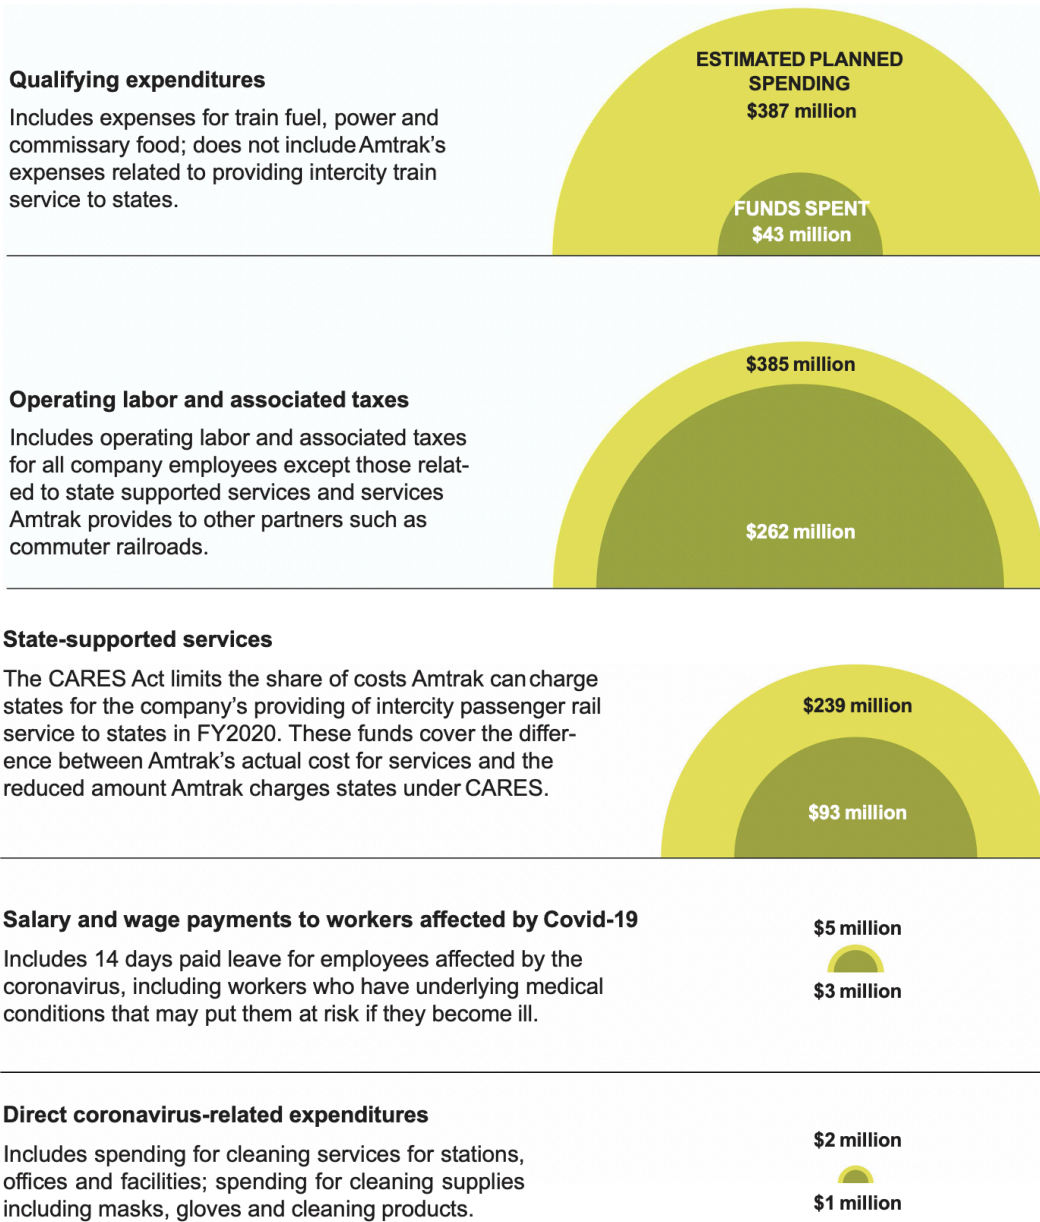 Qualifying expenditures
Includes expenses for train fuel, power and
commissary food; does not include Amtrak's
expenses related to providing intercity train
service to states.
ESTIMATED PLANNED
SPENDING
$387 million
FUNDS SPENT
$43 million
Operating labor and associated taxes
Includes operating labor and associated taxes
for all company employees except those relat-
ed to state supported services and services
Amtrak provides to other partners such as
commuter railroads.
$385 million
$262 million
State-supported services
The CARES Act limits the share of costs Amtrak can charge
states for the company's providing of intercity passenger rail
service to states in FY2020. These funds cover the differ-
ence between Amtrak's actual cost for services and the
reduced amount Amtrak charges states under CARES.
$239 million
$93 million
Salary and wage payments to workers affected by Covid-19
Includes 14 days paid leave for employees affected by the
coronavirus, including workers who have underlying medical
conditions that may put them at risk if they become ill.
$5 million
$3 million
Direct coronavirus-related expenditures
Includes spending for cleaning services for stations,
offices and facilities; spending for cleaning supplies
including masks, gloves and cleaning products.
$2 million
$1 million